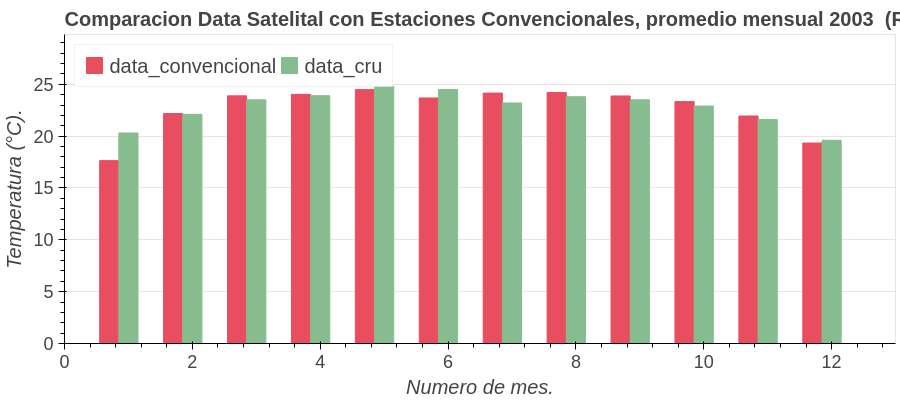 Comparacion Data Satelital con Estaciones Convencionales, promedio mensual 2003 (R
data_convencional data_cru
Temperatura (°C).
25
20
15
10
5
0
0 2 4 6 8 10 12
Numero de mes.